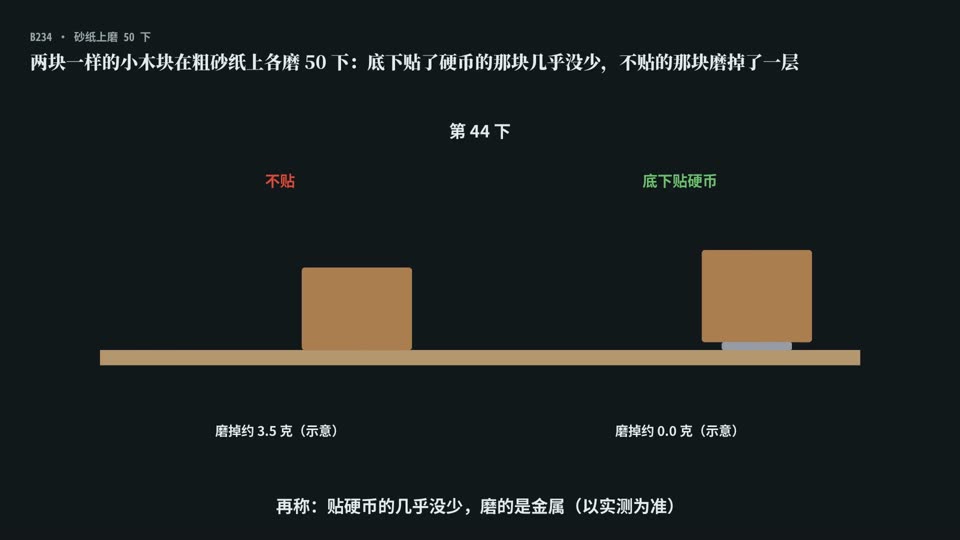 B234 · 砂纸上磨 50 下
两块一样的小木块在粗砂纸上各磨 50 下：底下贴了硬币的那块几乎没少，不贴的那块磨掉了一层
第 44 下
不贴
底下贴硬币
磨掉约 3.5 克（示意）
磨掉约 0.0 克（示意）
再称：贴硬币的几乎没少，磨的是金属（以实测为准）